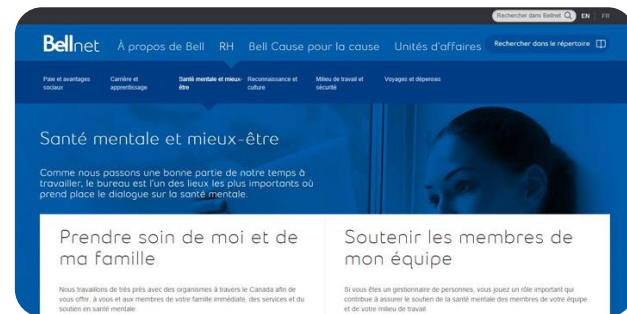 Rechercher dans Bellnet EN FR
Bellnet À propos de Bell RH Bell Cause pour la cause Unités d'affaires Rechercher dans le répertoire
Paie et avantages
sociaux
Carrière et
apprentissage
Santé mentale et mieux-
être
Reconnaissance et
culture
Milieu de travail et
sécurité
Voyages et dépenses
Santé mentale et mieux-être
Comme nous passons une bonne partie de notre temps à
travailler, le bureau est l'un des lieux les plus importants où
prend place le dialogue sur la santé mentale.
Prendre soin de moi et de
ma famille
Nous travaillons de très près avec des organismes à travers le Canada afin de
vous offrir, à vous et aux membres de votre famille immédiate, des services et du
soutien en santé mentale.
Soutenir les membres de
mon équipe
Si vous êtes un gestionnaire de personnes, vous jouez un rôle important qui
contribue à assurer le soutien de la santé mentale des membres de votre équipe
et de votre milieu de travail.